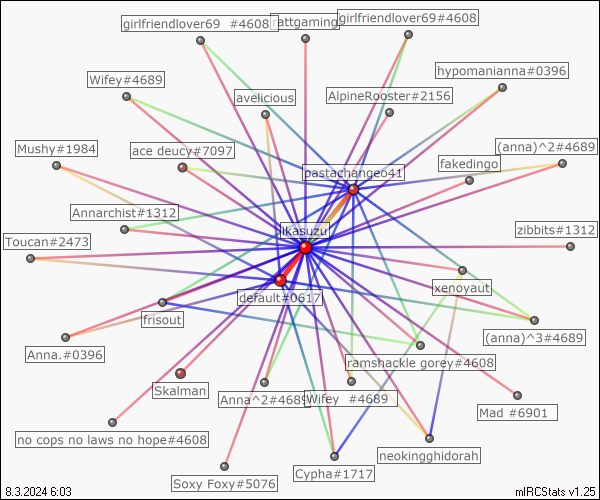 girlfriendlover69 #4608
rattgaming
girlfriendlover69#4608
hypomanianna#0396
Wifey#4689
avelicious
AlpineRooster#2156
Mushy#1984
ace deucy#7097
(anna)^2#4689
fakedingo
pastachangeo41
Annarchist#1312
ikasuzu
zibbits#1312
Toucan#2473
xenoyaut
default#0617
frisout
(anna)^3#4689
Anna.#0396
ramshackle gorey#4608
Skalman
Anna^2#4689
Wifey #4689
Mad #6901
no cops no laws no hope#4608
neokingghidorah
Cypha#1717
Soxy Foxy#5076
8.3.2024 6:03
mIRCStats v1.25